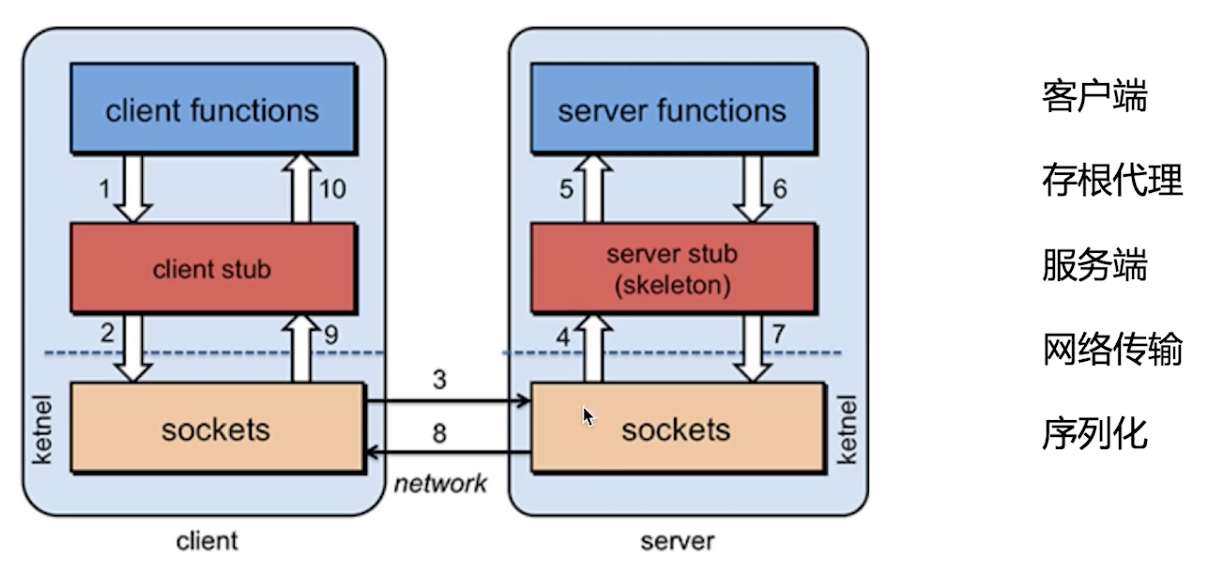 client functions
server functions
客户端
1
10
5
6
存根代理
client stub
server stub
(skeleton)
服务端
2
9
4
7
网络传输
3
ketnel
sockets
sockets
ketnel
8
序列化
network
client
server